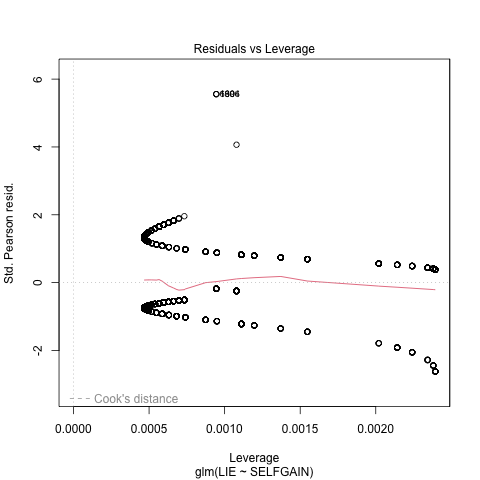 Residuals vs Leverage
Std. Pearson resid.
6
4
2
0
-2
Cook's distance
0.0000 0.0005 0.0010 0.0015 0.0020
Leverage
glm(LIE ~ SELFGAIN)